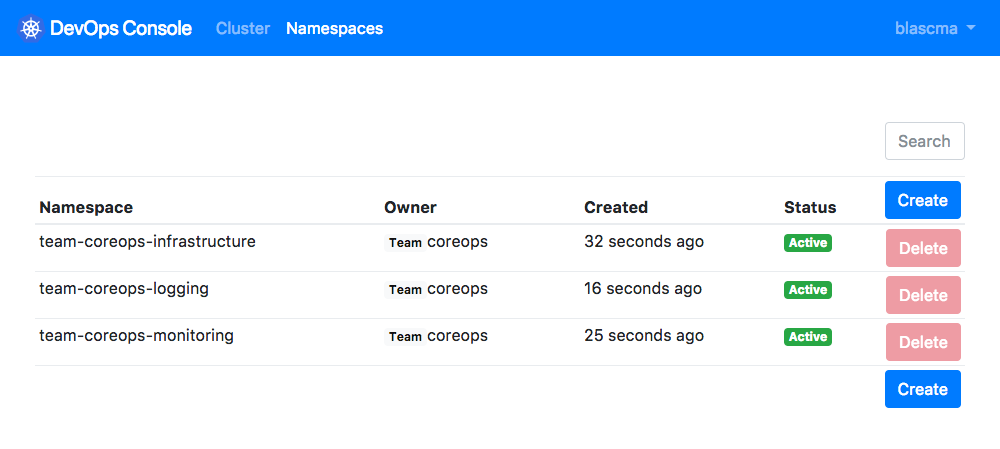 DevOps Console Cluster Namespaces blascma
Search
Namespace Owner Created Status Create
team-coreops-infrastructure Team coreops 32 seconds ago Active Delete
team-coreops-logging Team coreops 16 seconds ago Active Delete
team-coreops-monitoring Team coreops 25 seconds ago Active Delete
Create